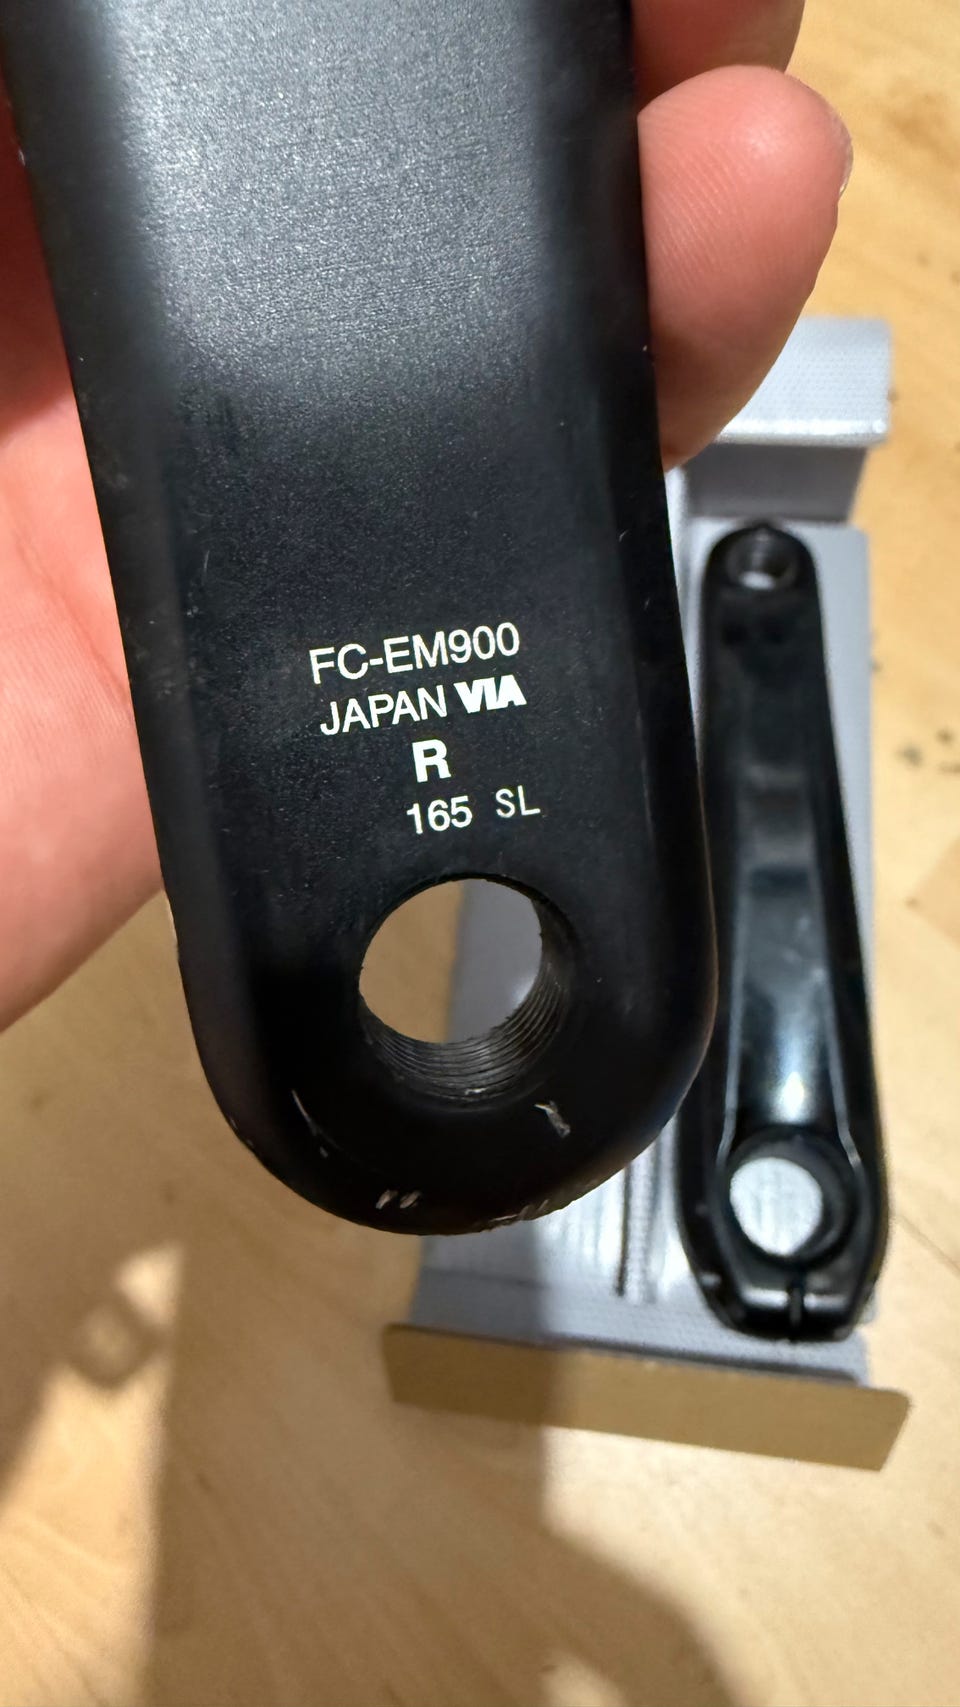 FC-EM900
JAPAN VIA
R
165 SL